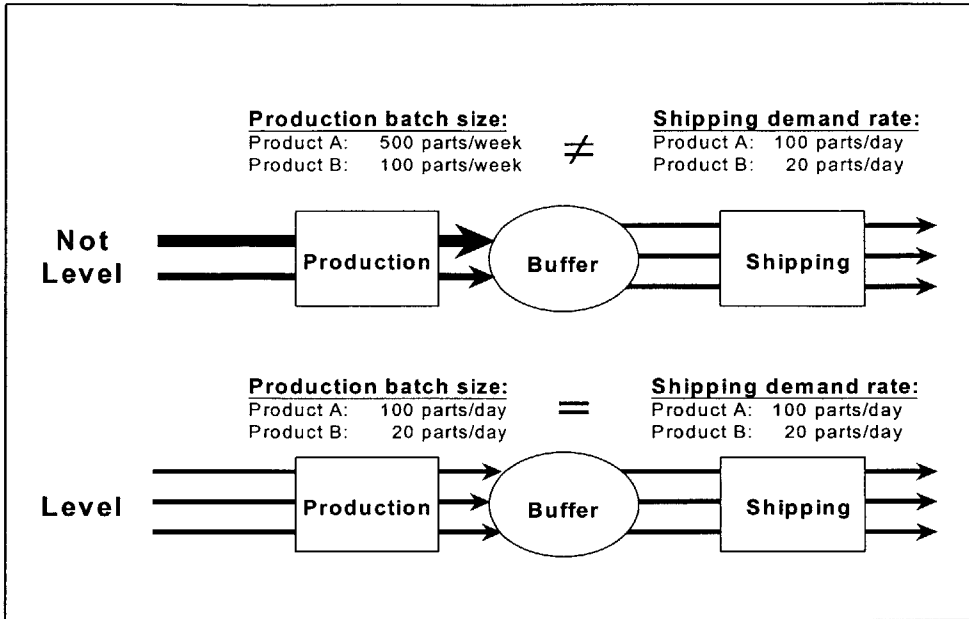 Production batch size:
Product A: 500 parts/week
Product B: 100 parts/week
≠
Shipping demand rate:
Product A: 100 parts/day
Product B: 20 parts/day
Not
Level
Production
Buffer
Shipping
Production batch size:
Product A: 100 parts/day
Product B: 20 parts/day
=
Shipping demand rate:
Product A: 100 parts/day
Product B: 20 parts/day
Level
Production
Buffer
Shipping